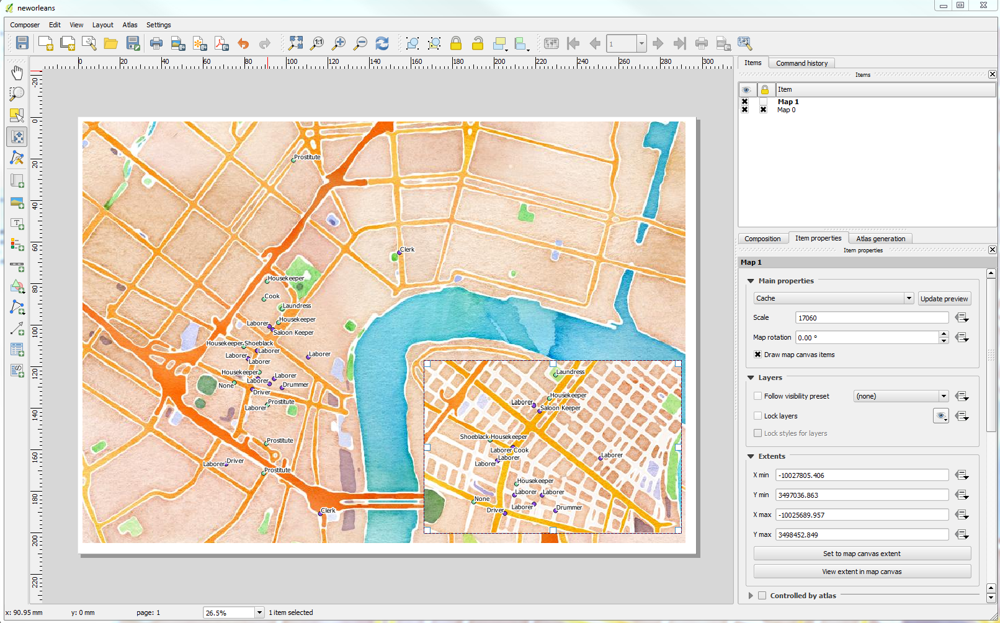 neworleans
Composer Edit View Layout Atlas Settings
1:1
1
0 20 40 60 80 100 120 140 160 180 200 220 240 260 280 300
-20
0
20
40
60
80
100
120
140
160
180
200
220
Prostitute
Clerk
Housekeeper
Cook
Laundress
Housekeeper
Laborer
Saloon Keeper
Housekeeper Shoeblack
Laborer
Laborer
Laborer
Laborer
Housekeeper
Laborer
Laborer
None
Drummer
Driver
Prostitute
Laborer
Prostitute
Driver
Laborer
Prostitute
Clerk
Laundress
Housekeeper
Laborer
Saloon Keeper
Shoeblack Housekeeper
Laborer Cook
Laborer
Laborer
Laborer
Housekeeper
Laborer
Laborer
None
Laborer
Drummer
Driver
Items Command history
Items
Item
Map 1
Map 0
Composition Item properties Atlas generation
Item properties
Map 1
Main properties
Cache Update preview
Scale 17060
Map rotation 0.00 °
Draw map canvas items
Layers
Follow visibility preset (none)
Lock layers
Lock styles for layers
Extents
X min -10027805.406
Y min 3497036.863
X max -10025689.957
Y max 3498452.849
Set to map canvas extent
View extent in map canvas
Controlled by atlas
x: 90.95 mm y: 0 mm page: 1 26.5% 1 item selected